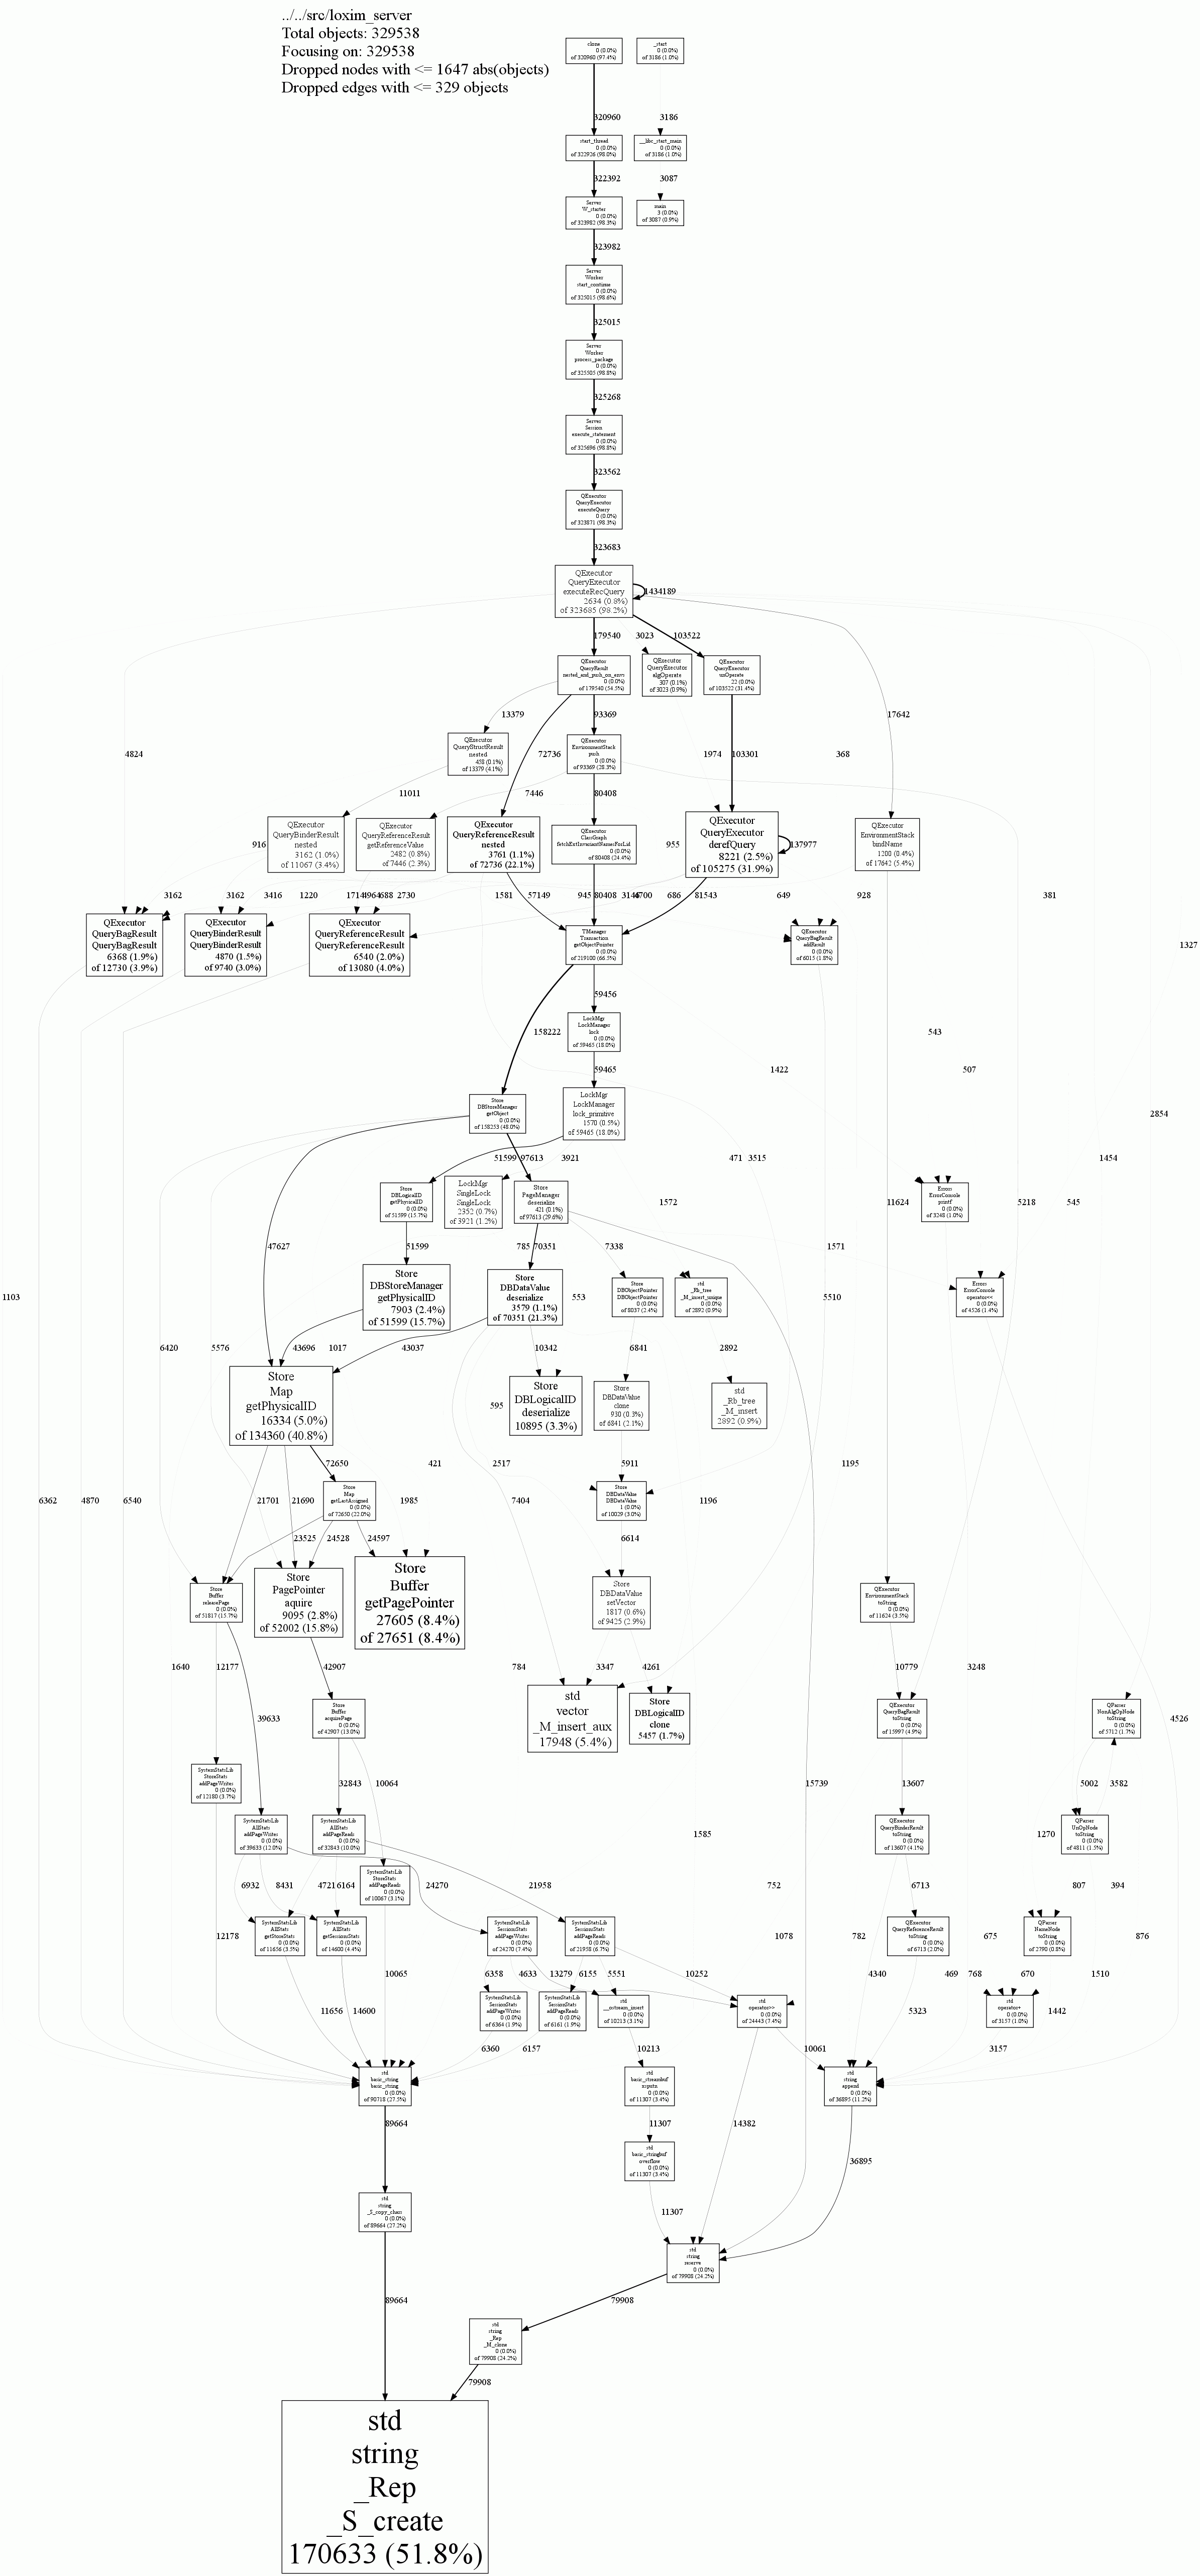 ../../src/loxim_server
Total objects: 329538
Focusing on: 329538
Dropped nodes with <= 1647 abs(objects)
Dropped edges with <= 329 objects
clone
0 (0.0%)
of 320960 (97.4%)
_start
0 (0.0%)
of 3186 (1.0%)
320960
3186
start_thread
0 (0.0%)
of 322926 (98.0%)
__libc_start_main
0 (0.0%)
of 3186 (1.0%)
322392
3087
Server
W_starter
0 (0.0%)
of 323982 (98.3%)
main
3 (0.0%)
of 3087 (0.9%)
323982
Server
Worker
start_continue
0 (0.0%)
of 325015 (98.6%)
325015
Server
Worker
process_package
0 (0.0%)
of 325505 (98.8%)
325268
Server
Session
execute_statement
0 (0.0%)
of 325696 (98.8%)
323562
QExecutor
QueryExecutor
executeQuery
0 (0.0%)
of 323871 (98.3%)
323683
QExecutor
QueryExecutor
executeRecQuery
2634 (0.8%)
of 323685 (98.2%)
1434189
179540
3023
103522
17642
QExecutor
QueryResult
nested_and_push_on_envs
0 (0.0%)
of 179540 (54.5%)
QExecutor
QueryExecutor
algOperate
307 (0.1%)
of 3023 (0.9%)
QExecutor
QueryExecutor
unOperate
22 (0.0%)
of 103522 (31.4%)
13379
93369
4824
72736
1974
103301
368
QExecutor
QueryStructResult
nested
458 (0.1%)
of 13379 (4.1%)
QExecutor
EnvironmentStack
push
0 (0.0%)
of 93369 (28.3%)
11011
7446
80408
QExecutor
QueryBinderResult
nested
3162 (1.0%)
of 11067 (3.4%)
QExecutor
QueryReferenceResult
getReferenceValue
2482 (0.8%)
of 7446 (2.3%)
QExecutor
QueryReferenceResult
nested
3761 (1.1%)
of 72736 (22.1%)
QExecutor
ClassGraph
fetchExtInvariantNamesForLid
0 (0.0%)
of 80408 (24.4%)
QExecutor
QueryExecutor
derefQuery
8221 (2.5%)
of 105275 (31.9%)
137977
QExecutor
EnvironmentStack
bindName
1200 (0.4%)
of 17642 (5.4%)
916
955
3162
3162
3416
1220
2730
1581
57149
945
80408
686
81543
649
928
381
QExecutor
QueryBagResult
QueryBagResult
6368 (1.9%)
of 12730 (3.9%)
QExecutor
QueryBinderResult
QueryBinderResult
4870 (1.5%)
of 9740 (3.0%)
QExecutor
QueryReferenceResult
QueryReferenceResult
6540 (2.0%)
of 13080 (4.0%)
TManager
Transaction
getObjectPointer
0 (0.0%)
of 219100 (66.5%)
QExecutor
QueryBagResult
addResult
0 (0.0%)
of 6015 (1.8%)
1327
59456
LockMgr
LockManager
lock
0 (0.0%)
of 59465 (18.0%)
158222
543
59465
1422
507
Store
DBStoreManager
getObject
0 (0.0%)
of 158253 (48.0%)
LockMgr
LockManager
lock_primitive
1570 (0.5%)
of 59465 (18.0%)
2854
51599
97613
3921
471
3515
1454
Store
DBLogicalID
getPhysicalID
0 (0.0%)
of 51599 (15.7%)
LockMgr
SingleLock
SingleLock
2352 (0.7%)
of 3921 (1.2%)
Store
PageManager
deserialize
421 (0.1%)
of 97613 (29.6%)
1572
Errors
ErrorConsole
printf
0 (0.0%)
of 3248 (1.0%)
11624
5218
545
47627
51599
785
70351
7338
1571
Store
DBStoreManager
getPhysicalID
7903 (2.4%)
of 51599 (15.7%)
Store
DBDataValue
deserialize
3579 (1.1%)
of 70351 (21.3%)
Store
DBObjectPointer
DBObjectPointer
0 (0.0%)
of 8037 (2.4%)
std
_Rb_tree
_M_insert_unique
0 (0.0%)
of 2892 (0.9%)
Errors
ErrorConsole
operator<<
0 (0.0%)
of 4526 (1.4%)
1103
553
5510
6420
5576
43696
1017
43037
10342
6841
2892
Store
Map
getPhysicalID
16334 (5.0%)
of 134360 (40.8%)
Store
DBLogicalID
deserialize
10895 (3.3%)
Store
DBDataValue
clone
930 (0.3%)
of 6841 (2.1%)
std
_Rb_tree
_M_insert
2892 (0.9%)
595
72650
421
2517
5911
1195
Store
Map
getLastAssigned
0 (0.0%)
of 72650 (22.0%)
Store
DBDataValue
DBDataValue
1 (0.0%)
of 10029 (3.0%)
6362
4870
6540
21701
21690
1985
7404
1196
23525
24528
24597
6614
Store
Buffer
releasePage
0 (0.0%)
of 51817 (15.7%)
Store
PagePointer
acquire
9095 (2.8%)
of 52002 (15.8%)
Store
Buffer
getPagePointer
27605 (8.4%)
of 27651 (8.4%)
Store
DBDataValue
setVector
1817 (0.6%)
of 9425 (2.9%)
QExecutor
EnvironmentStack
toString
0 (0.0%)
of 11624 (3.5%)
1640
12177
42907
784
3347
4261
10779
3248
Store
Buffer
acquirePage
0 (0.0%)
of 42907 (13.0%)
std
vector
_M_insert_aux
17948 (5.4%)
Store
DBLogicalID
clone
5457 (1.7%)
QExecutor
QueryBagResult
toString
0 (0.0%)
of 15997 (4.9%)
QParser
NonAlgOpNode
toString
0 (0.0%)
of 5712 (1.7%)
39633
4526
SystemStatsLib
StoreStats
addPageWrites
0 (0.0%)
of 12180 (3.7%)
32843
10064
15739
13607
5002
3582
SystemStatsLib
AllStats
addPageWrites
0 (0.0%)
of 39633 (12.0%)
SystemStatsLib
AllStats
addPageReads
0 (0.0%)
of 32843 (10.0%)
1585
QExecutor
QueryBinderResult
toString
0 (0.0%)
of 13607 (4.1%)
1270
QParser
UnOpNode
toString
0 (0.0%)
of 4811 (1.5%)
SystemStatsLib
StoreStats
addPageReads
0 (0.0%)
of 10067 (3.1%)
6932
8431
4721
6164
24270
21958
752
6713
807
394
SystemStatsLib
AllStats
getStoreStats
0 (0.0%)
of 11656 (3.5%)
SystemStatsLib
AllStats
getSessionStats
0 (0.0%)
of 14600 (4.4%)
SystemStatsLib
SessionsStats
addPageWrites
0 (0.0%)
of 24270 (7.4%)
SystemStatsLib
SessionsStats
addPageReads
0 (0.0%)
of 21958 (6.7%)
QExecutor
QueryReferenceResult
toString
0 (0.0%)
of 6713 (2.0%)
QParser
NameNode
toString
0 (0.0%)
of 2790 (0.8%)
12178
1078
782
675
876
10065
6358
4633
13279
6155
5551
10252
4340
469
768
670
1510
SystemStatsLib
SessionStats
addPageWrites
0 (0.0%)
of 6364 (1.9%)
SystemStatsLib
SessionStats
addPageReads
0 (0.0%)
of 6161 (1.9%)
std
__ostream_insert
0 (0.0%)
of 10213 (3.1%)
std
operator>>
0 (0.0%)
of 24443 (7.4%)
std
operator+
0 (0.0%)
of 3157 (1.0%)
11656
14600
5323
1442
6360
6157
10213
10061
3157
std
basic_string
basic_string
0 (0.0%)
of 90718 (27.5%)
std
basic_streambuf
xsputn
0 (0.0%)
of 11307 (3.4%)
std
string
append
0 (0.0%)
of 36895 (11.2%)
89664
11307
14382
std
basic_stringbuf
overflow
0 (0.0%)
of 11307 (3.4%)
36895
std
string
_S_copy_chars
0 (0.0%)
of 89664 (27.2%)
11307
std
string
reserve
0 (0.0%)
of 79908 (24.2%)
89664
79908
std
string
_Rep
_M_clone
0 (0.0%)
of 79908 (24.2%)
79908
std
string
_Rep
_S_create
170633 (51.8%)